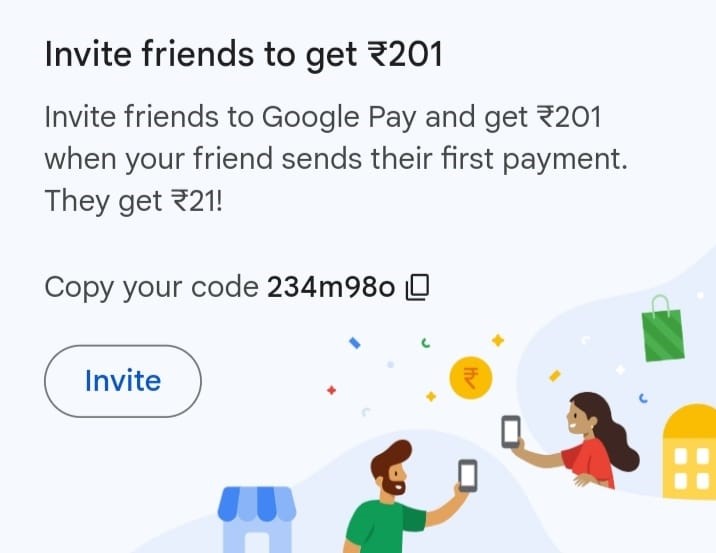 Invite friends to get ₹201
Invite friends to Google Pay and get ₹201
when your friend sends their first payment.
They get ₹21!
Copy your code 234m98o
Invite
₹